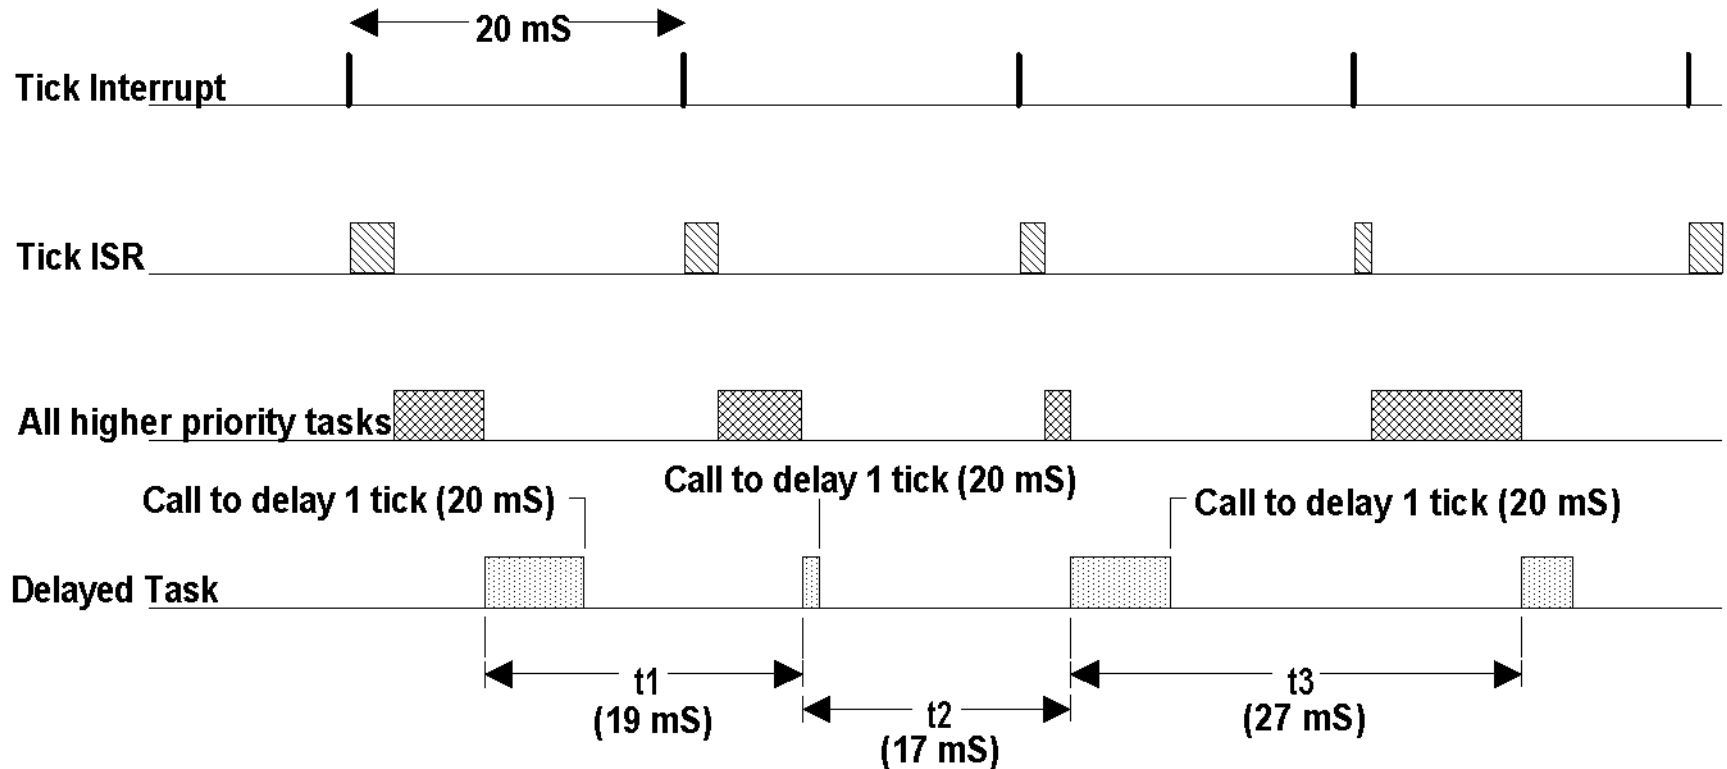 20 mS
Tick Interrupt
Tick ISR
All higher priority tasks
Call to delay 1 tick (20 mS)
Call to delay 1 tick (20 mS)
Call to delay 1 tick (20 mS)
Delayed Task
t1
(19 mS)
t2
(17 mS)
t3
(27 mS)